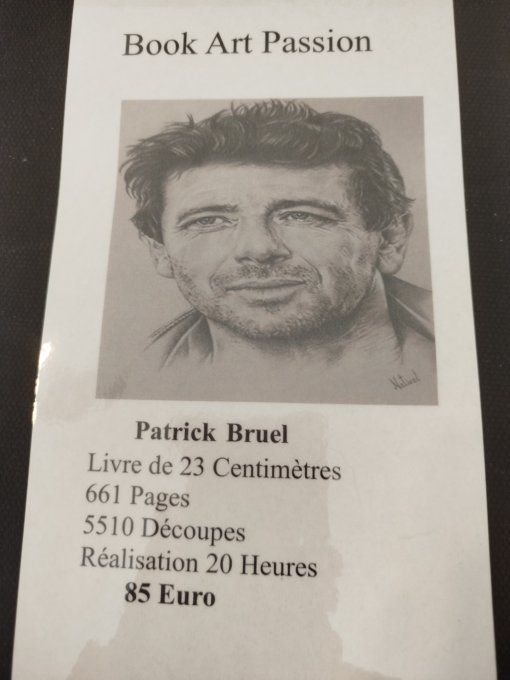 Book Art Passion
Patrick Bruel
Livre de 23 Centimètres
661 Pages
5510 Découpes
Réalisation 20 Heures
85 Euro